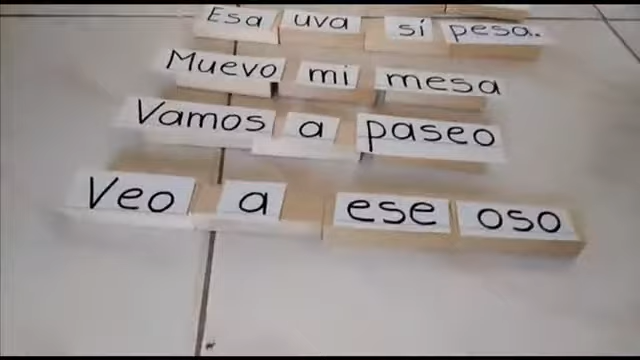 Esa uva sí pesa..
Muevo mi mesa
Vamos a paseo
Veo a ese oso